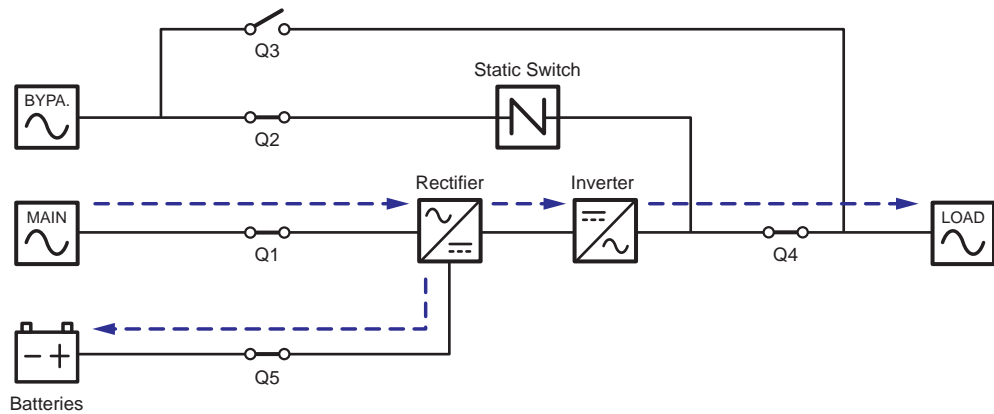 Q3
Static Switch
BYPA.
Q2
Rectifier
Inverter
MAIN
LOAD
Q1
Q4
Q5
Batteries